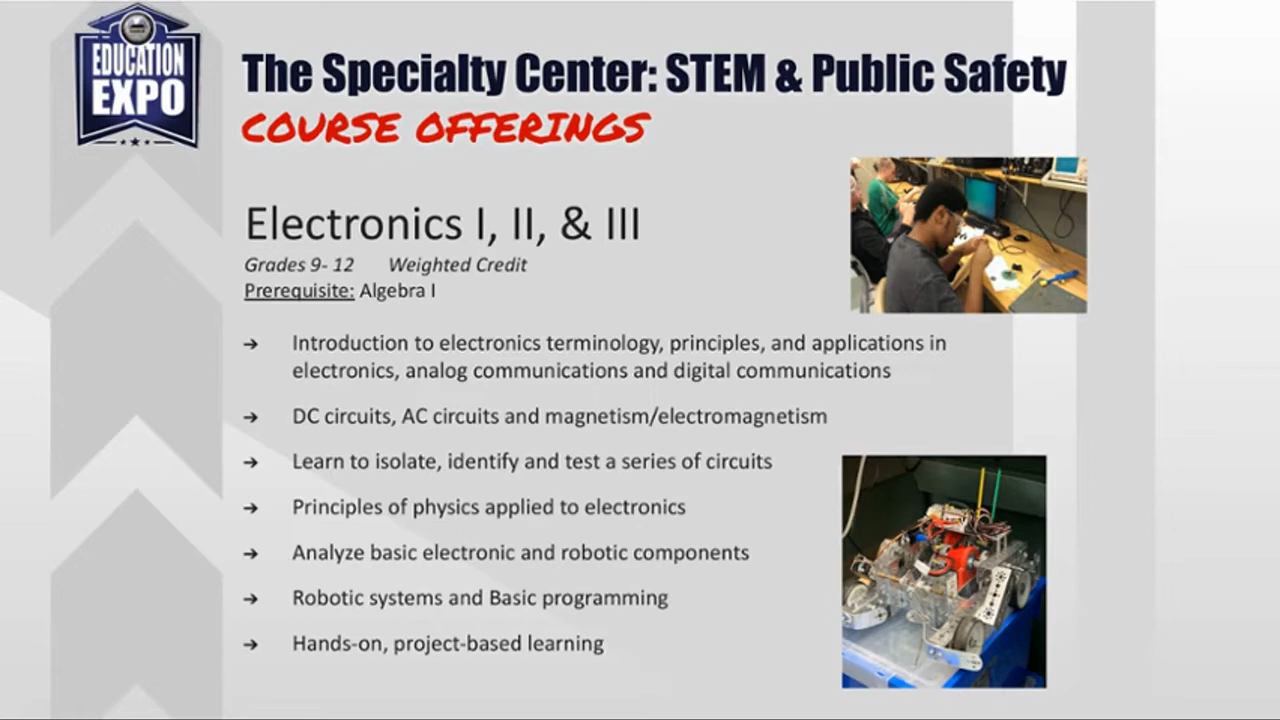 EDUCATION
EXPO
The Specialty Center: STEM & Public Safety
COURSE OFFERINGS
Electronics I, II, & III
Grades 9- 12 Weighted Credit
Prerequisite: Algebra I
➔ Introduction to electronics terminology, principles, and applications in
electronics, analog communications and digital communications
➔ DC circuits, AC circuits and magnetism/electromagnetism
➔ Learn to isolate, identify and test a series of circuits
➔ Principles of physics applied to electronics
➔ Analyze basic electronic and robotic components
➔ Robotic systems and Basic programming
➔ Hands-on, project-based learning